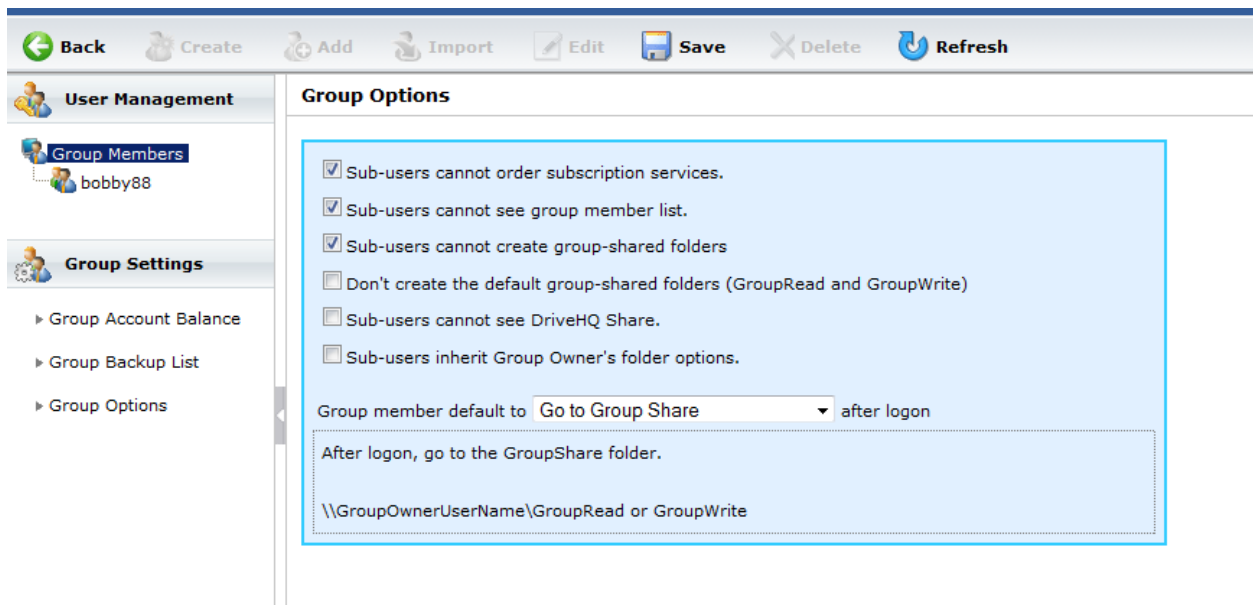 Back Create Add Import Edit Save Delete Refresh
User Management
Group Options
Group Members
bobby88
Group Settings
Group Account Balance
Group Backup List
Group Options
Sub-users cannot order subscription services.
Sub-users cannot see group member list.
Sub-users cannot create group-shared folders
Don't create the default group-shared folders (GroupRead and GroupWrite)
Sub-users cannot see DriveHQ Share.
Sub-users inherit Group Owner's folder options.
Group member default to Go to Group Share after logon
After logon, go to the GroupShare folder.
\\GroupOwnerUserName\GroupRead or GroupWrite